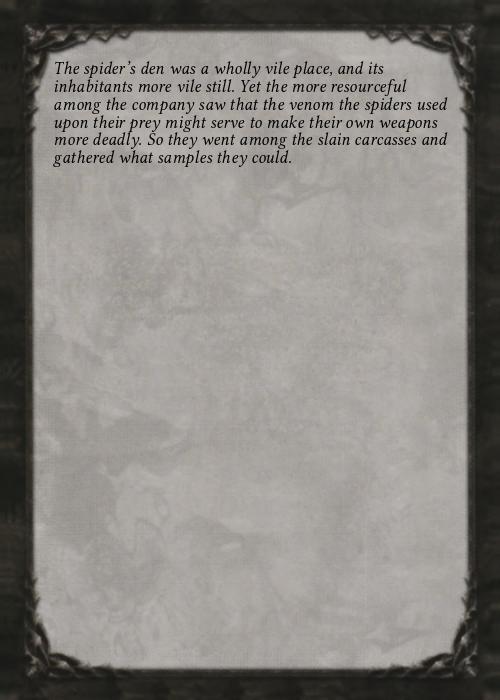 The spider’s den was a wholly vile place, and its
inhabitants more vile still. Yet the more resourceful
among the company saw that the venom the spiders used
upon their prey might serve to make their own weapons
more deadly. So they went among the slain carcasses and
gathered what samples they could.